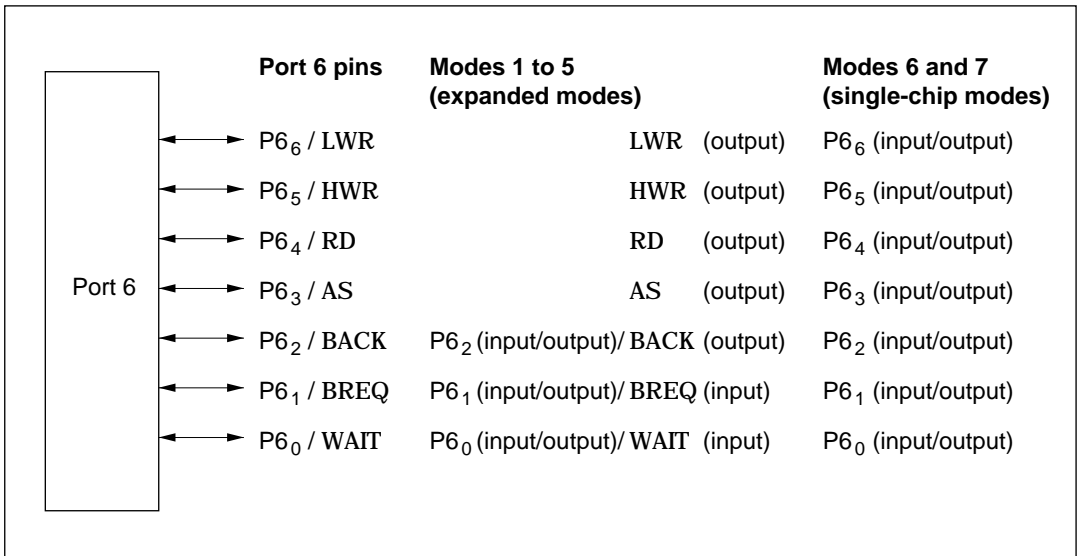 Port 6 pins Modes 1 to 5 Modes 6 and 7
(expanded modes) (single-chip modes)
P6₆ / LWR LWR (output) P6₆ (input/output)
P6₅ / HWR HWR (output) P6₅ (input/output)
P6₄ / RD RD (output) P6₄ (input/output)
Port 6 P6₃ / AS AS (output) P6₃ (input/output)
P6₂ / BACK P6₂ (input/output)/ BACK (output) P6₂ (input/output)
P6₁ / BREQ P6₁ (input/output)/ BREQ (input) P6₁ (input/output)
P6₀ / WAIT P6₀ (input/output)/ WAIT (input) P6₀ (input/output)